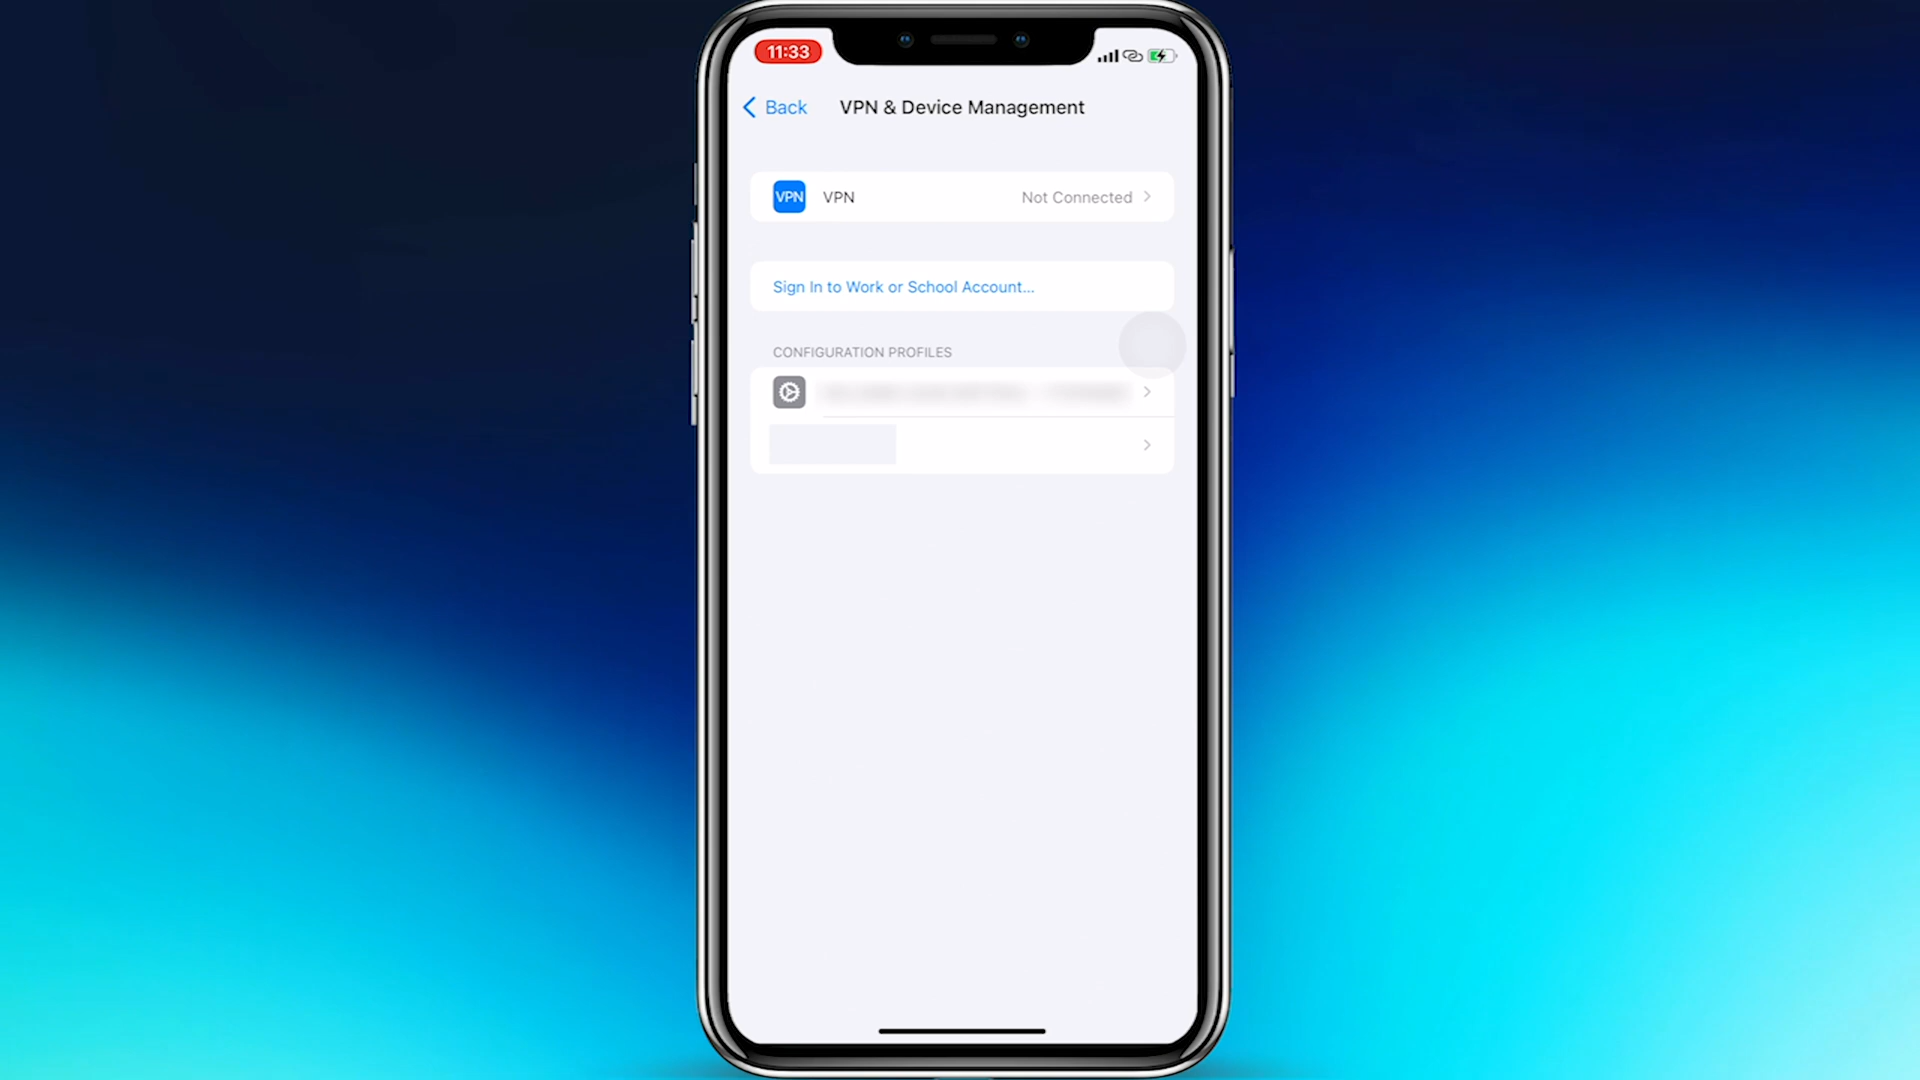 11:33
Back
VPN & Device Management
VPN
VPN
Not Connected
Sign In to Work or School Account...
CONFIGURATION PROFILES